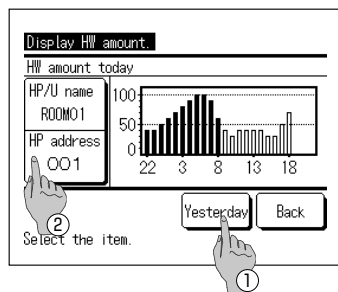 Display HW amount.
HW amount today
HP/U name
ROOM01
HP address
001
100
50
0
22 3 8 13 18
②
Yesterday Back
Select the item.
①